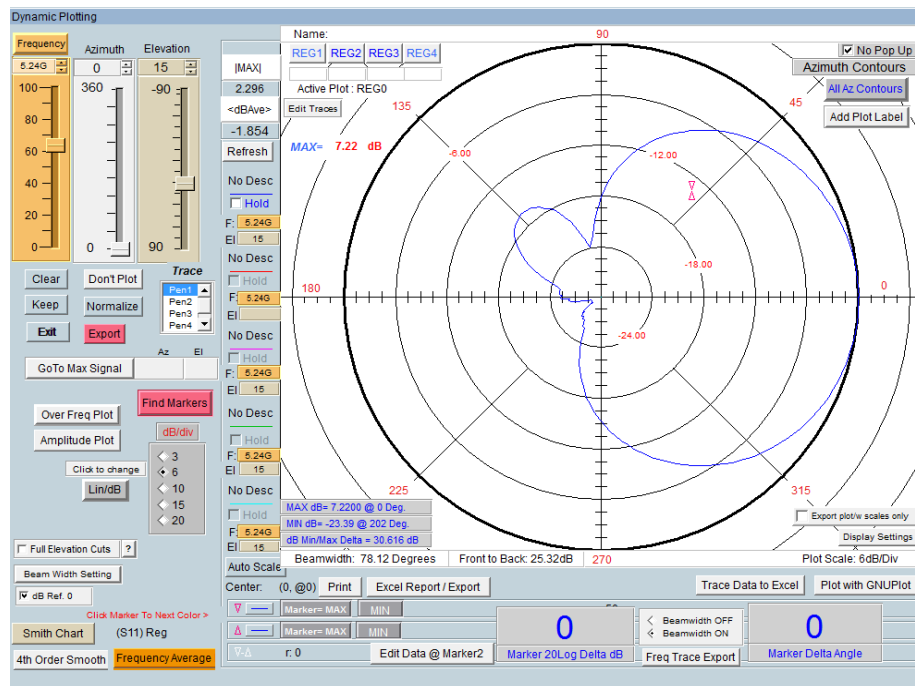 Dynamic Plotting
Frequency Azimuth Elevation
5.24G 0 15
100 360 -90
80
60
40
20
0 0 90
Clear Don't Plot Trace
Keep Normalize
Exit Export
Pen1
Pen2
Pen3
Pen4
Az El
GoTo Max Signal
Find Markers
Over Freq Plot
Amplitude Plot
dB/div
Click to change
Lin/dB
3
6
10
15
20
Full Elevation Cuts ?
Beam Width Setting
dB Ref. 0
Click Marker To Next Color >
Smith Chart (S11) Reg
4th Order Smooth Frequency Average
|MAX|
2.296
<dBAve>
-1.854
Refresh
No Desc
Hold
F: 5.24G
El 15
No Desc
Hold
F: 5.24G
El
No Desc
Hold
F: 5.24G
El 15
No Desc
Hold
F: 5.24G
El 15
No Desc
Hold
F: 5.24G
El 15
Auto Scale
Name:
REG1 REG2 REG3 REG4
Active Plot : REG0
Edit Traces
MAX= 7.22 dB
90
No Pop Up
Azimuth Contours
All Az Contours
Add Plot Label
135 45
-6.00 -12.00
-18.00
180 0
-24.00
225 315
270
MAX dB= 7.2200 @ 0 Deg.
MIN dB= -23.39 @ 202 Deg.
dB Min/Max Delta = 30.616 dB
Export plot/w scales only
Display Settings
Beamwidth: 78.12 Degrees Front to Back: 25.32dB Plot Scale: 6dB/Div
Center: (0, @0) Print Excel Report / Export Trace Data to Excel Plot with GNUPlot
Marker= MAX MIN
Marker= MAX MIN
∇-Δ r: 0 Edit Data @ Marker2
0
Marker 20Log Delta dB
Beamwidth OFF
Beamwidth ON
Freq Trace Export
0
Marker Delta Angle